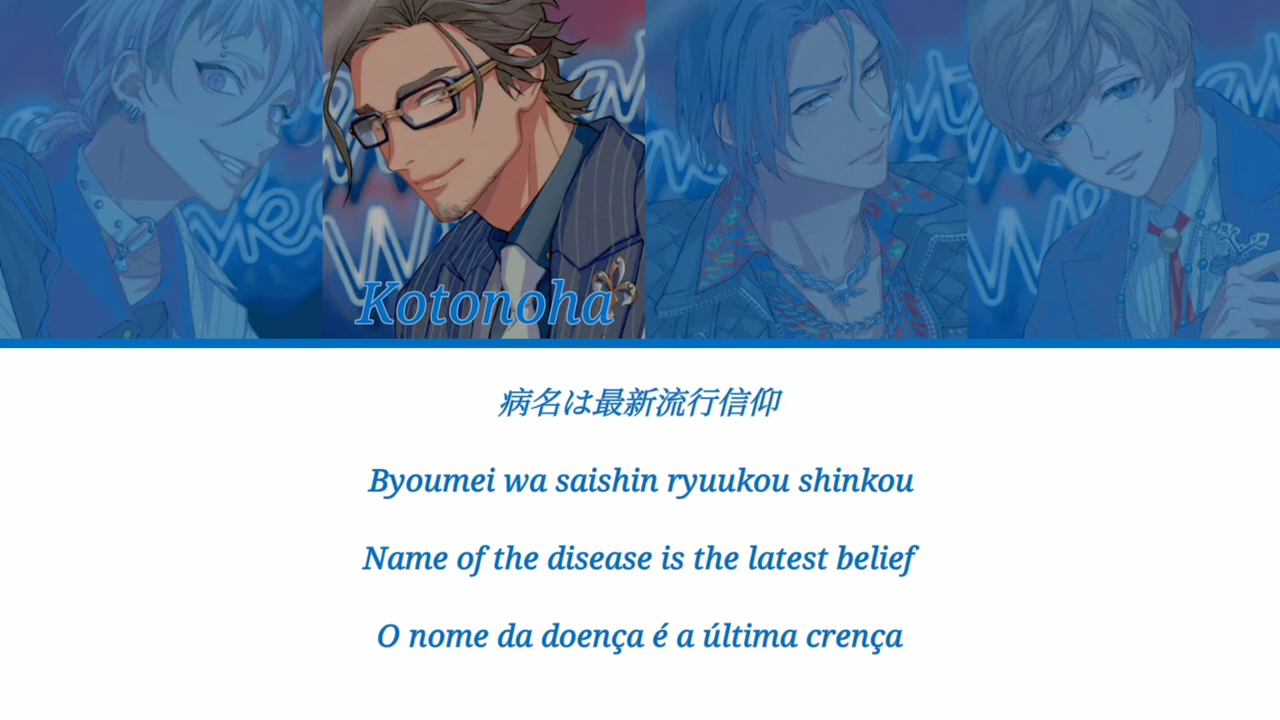 Kotonoha
病名は最新流行信仰
Byoumei wa saishin ryuukou shinkou
Name of the disease is the latest belief
O nome da doença é a última crença